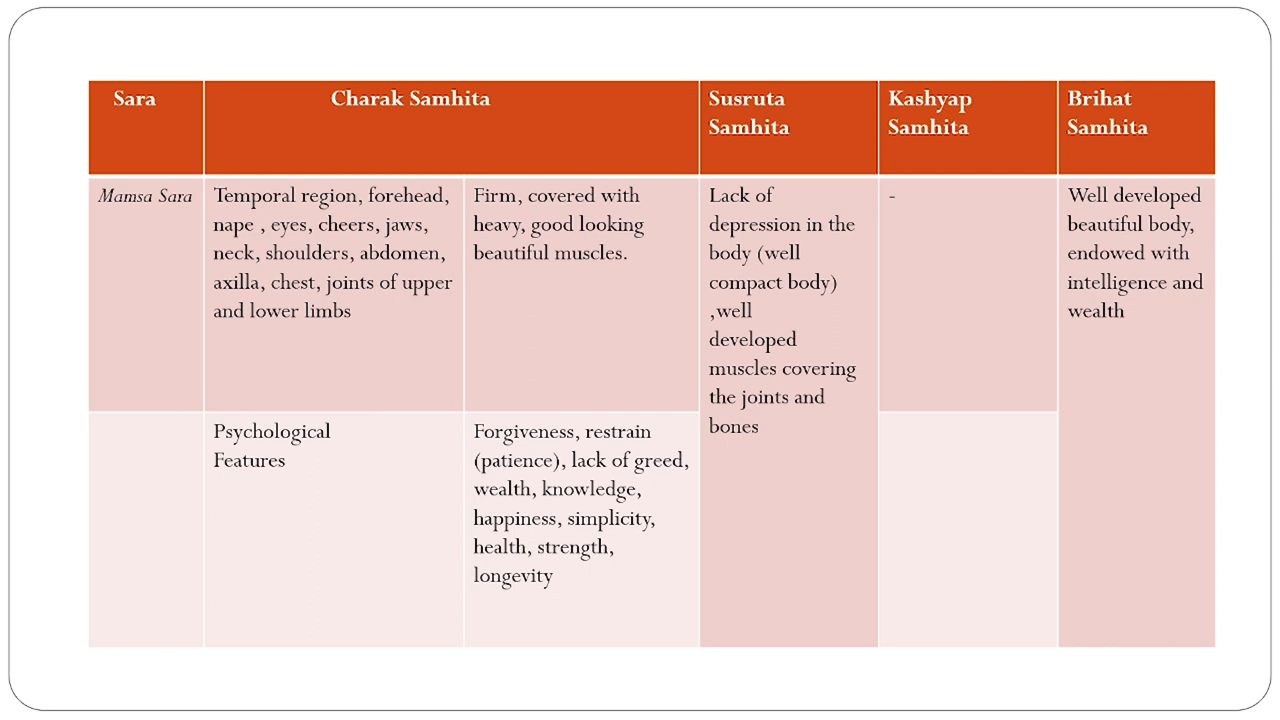 Sara
Charak Samhita
Susruta
Samhita
Kashyap
Samhita
Brihat
Samhita
Mamsa Sara
Temporal region, forehead,
nape , eyes, cheers, jaws,
neck, shoulders, abdomen,
axilla, chest, joints of upper
and lower limbs
Firm, covered with
heavy, good looking
beautiful muscles.
Lack of
depression in the
body (well
compact body)
,well
developed
muscles covering
the joints and
bones
-
Well developed
beautiful body,
endowed with
intelligence and
wealth
Psychological
Features
Forgiveness, restrain
(patience), lack of greed,
wealth, knowledge,
happiness, simplicity,
health, strength,
longevity